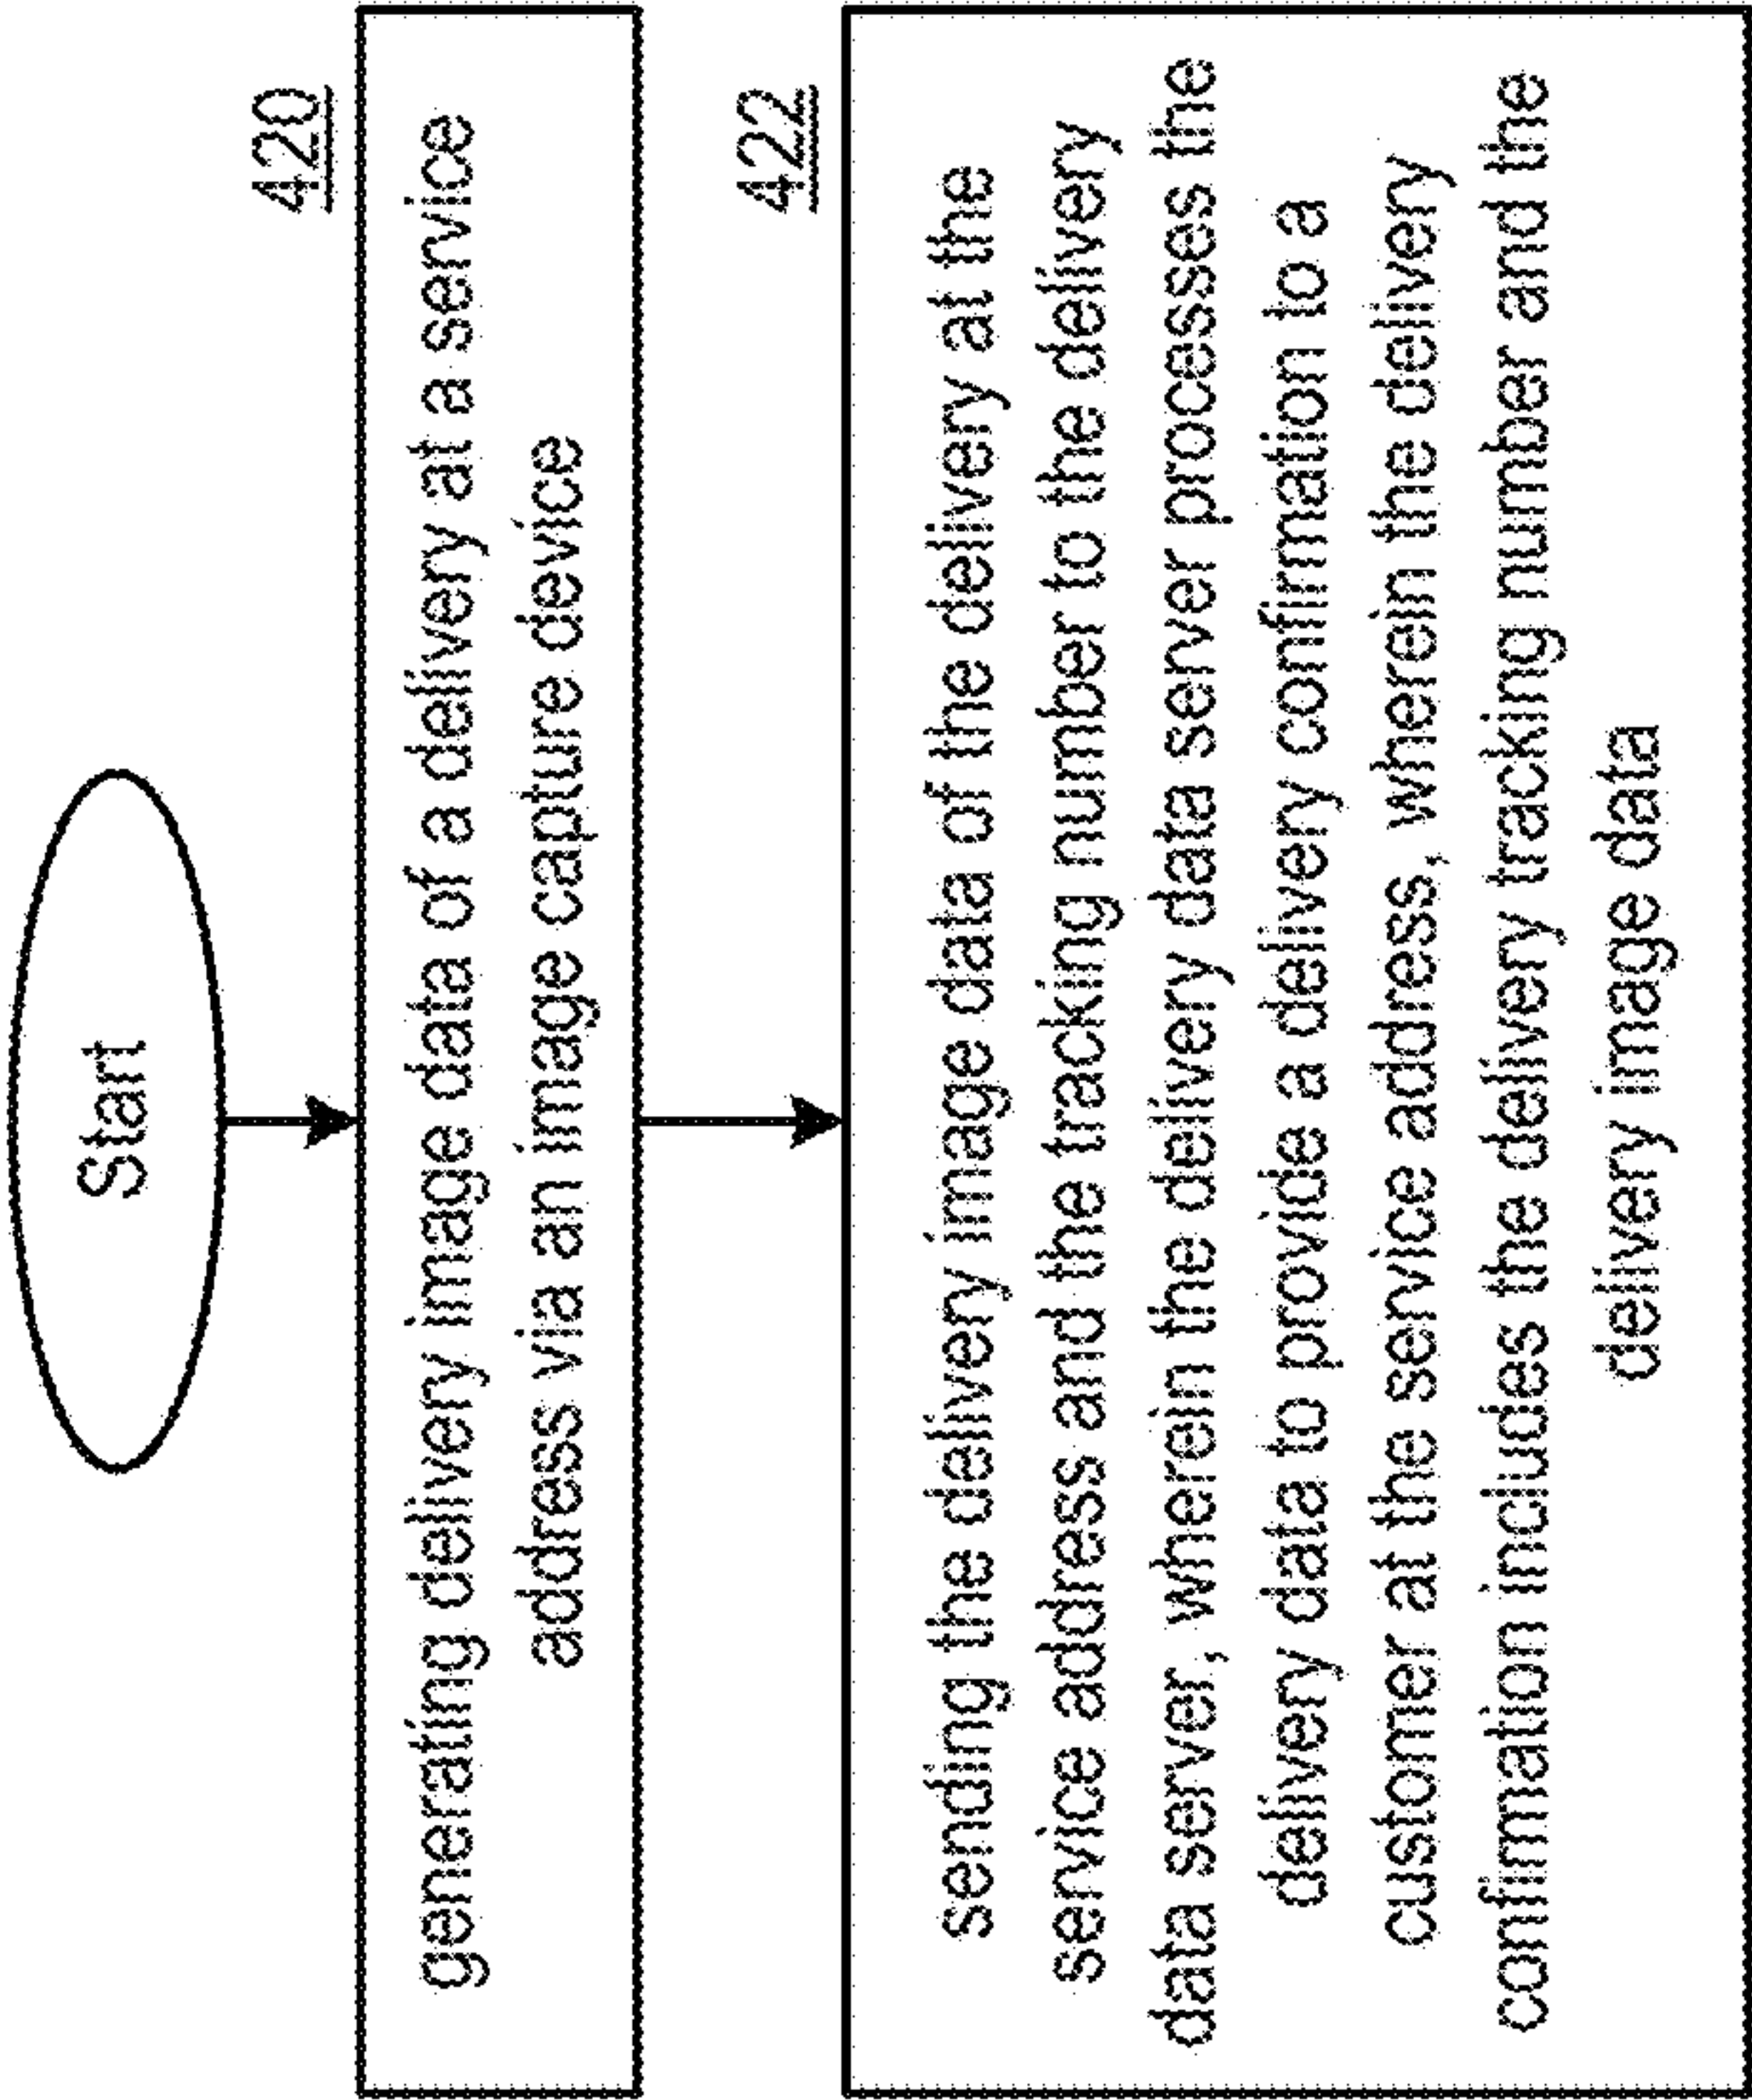 Start
420
generating delivery image data of a delivery at a service
address via an image capture device
422
sending the delivery image data of the delivery at the
service address and the tracking number to the delivery
data server, wherein the delivery data server processes the
delivery data to provide a delivery confirmation to a
customer at the service address, wherein the delivery
confirmation includes the delivery tracking number and the
delivery image data